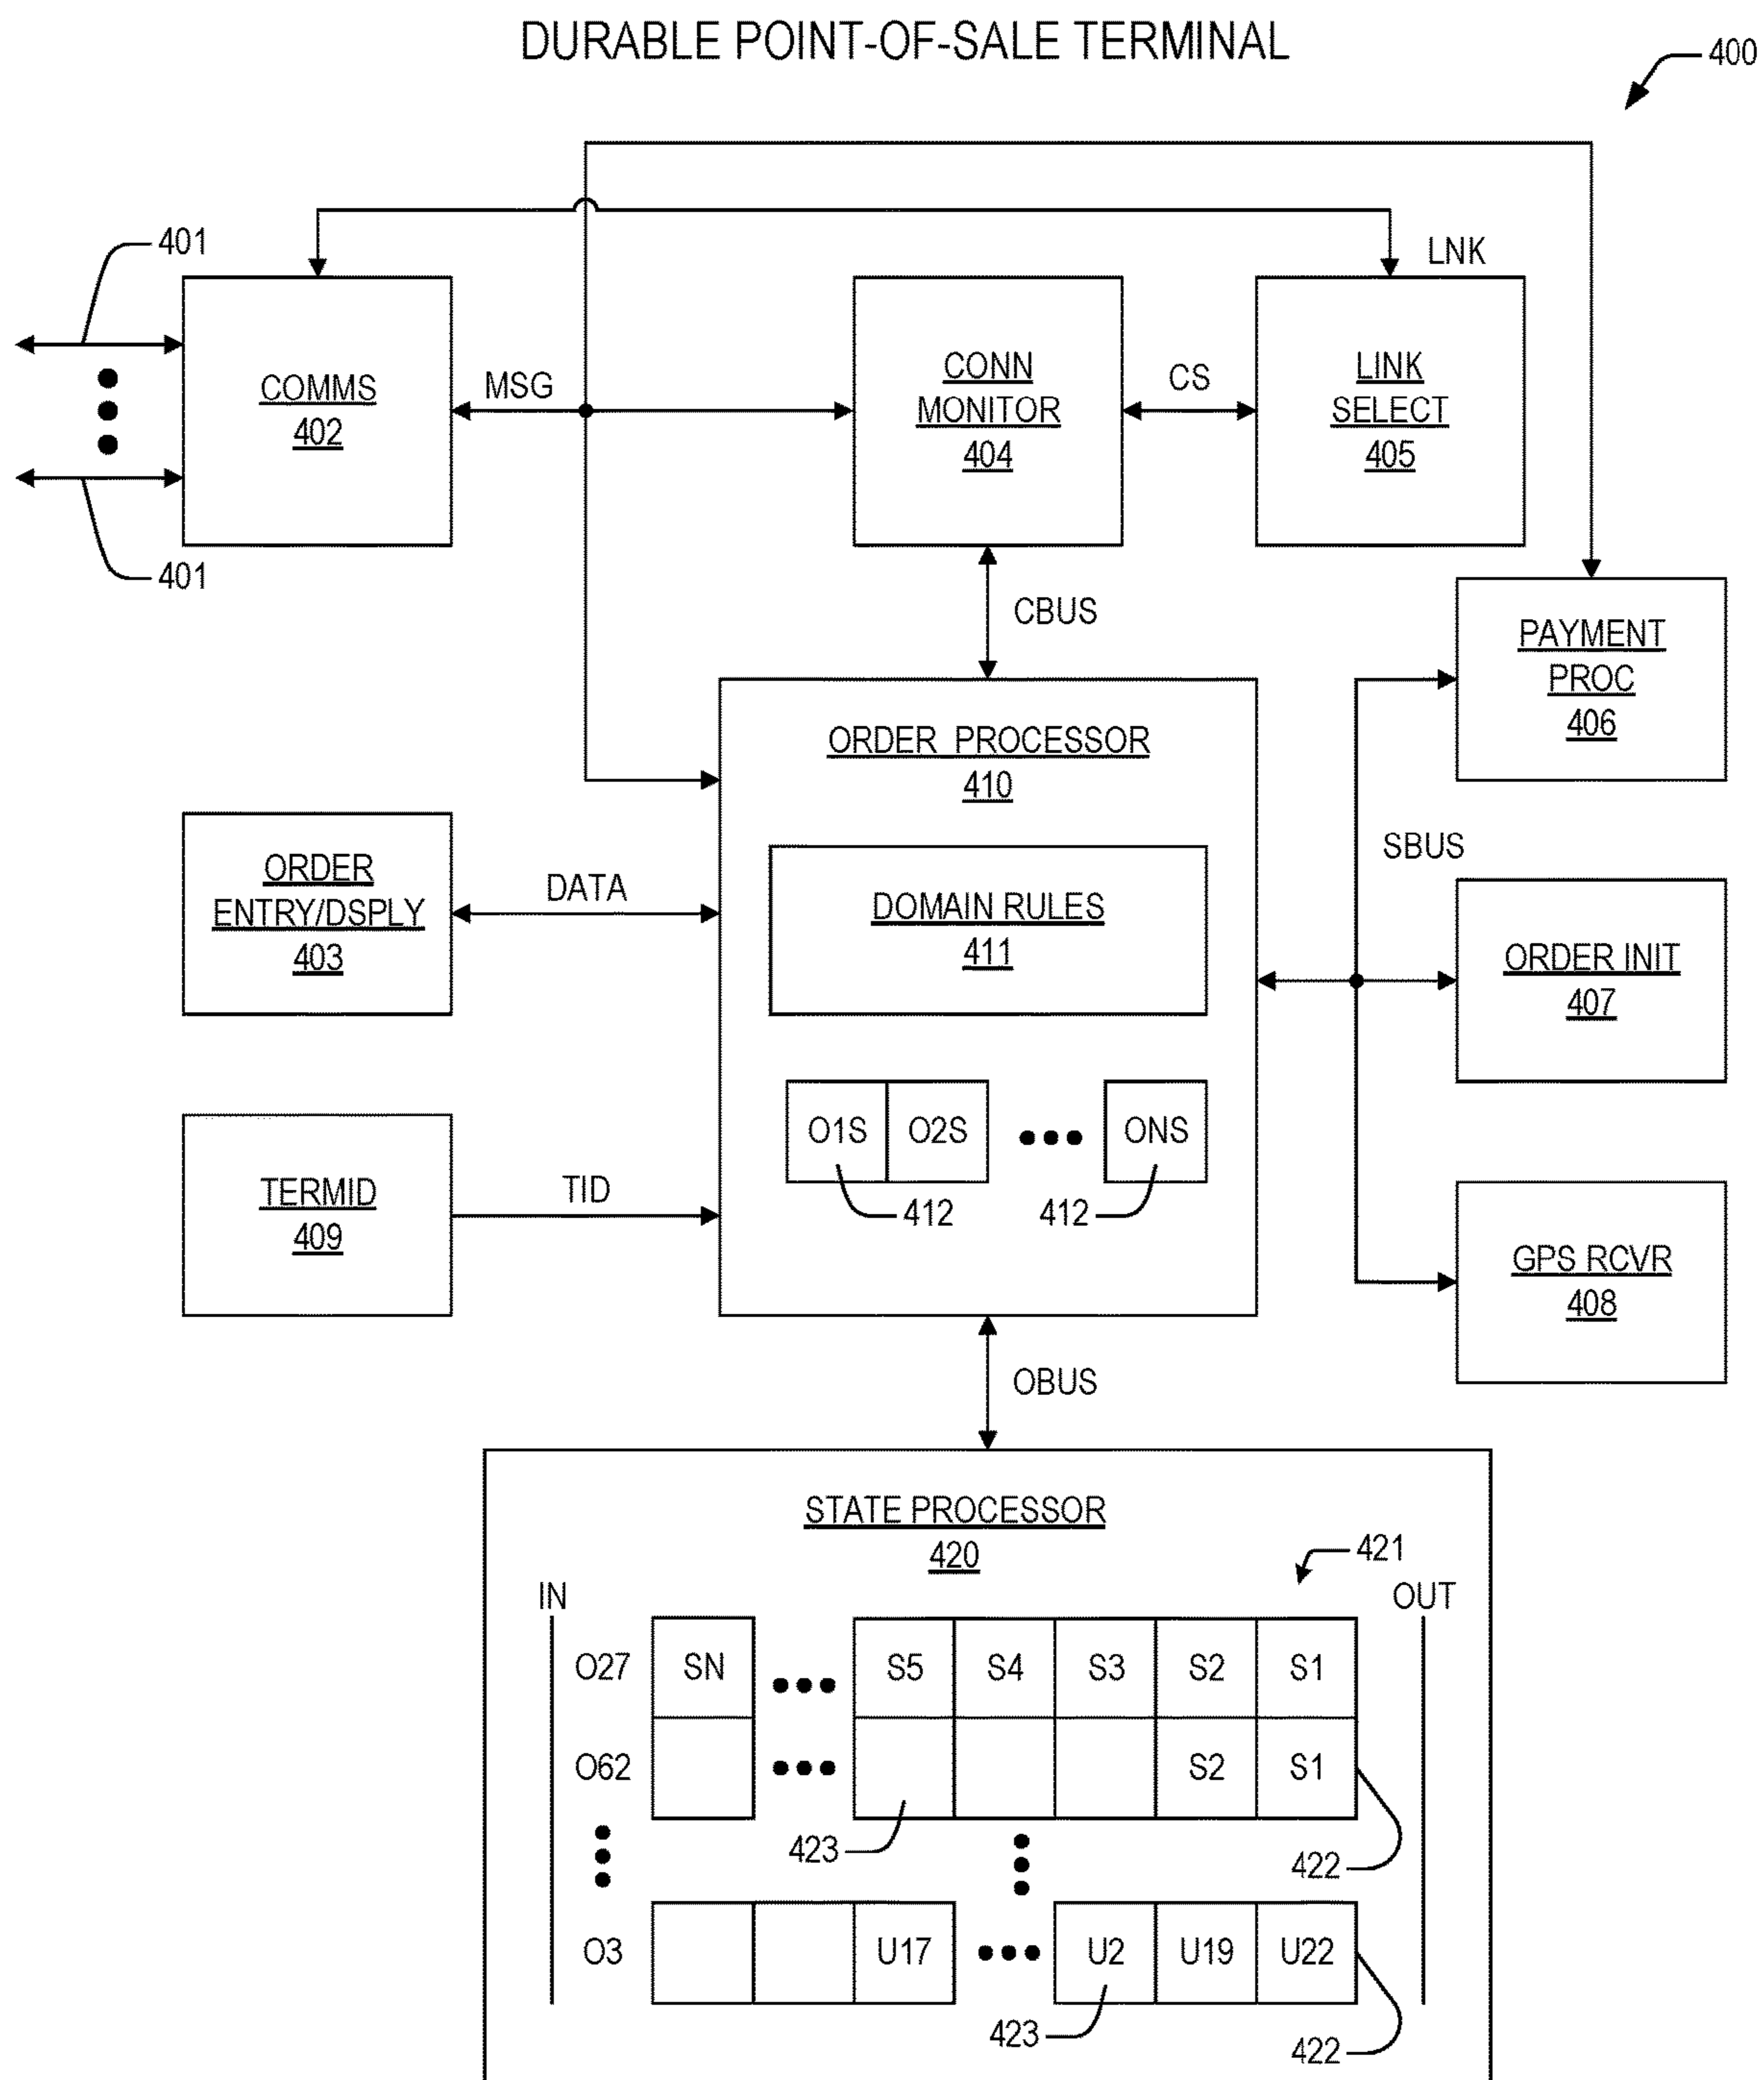 DURABLE POINT-OF-SALE TERMINAL
400
401
LNK
COMMS
402
MSG
CONN
MONITOR
404
CS
LINK
SELECT
405
401
CBUS
PAYMENT
PROC
406
ORDER PROCESSOR
410
SBUS
ORDER
ENTRY/DSPLY
403
DATA
DOMAIN RULES
411
ORDER INIT
407
O1S O2S ONS
412 412
TERMID
409
TID
GPS RCVR
408
OBUS
STATE PROCESSOR
420
421
IN OUT
O27 SN S5 S4 S3 S2 S1
O62 S2 S1
423
422
O3 U17 U2 U19 U22
423
422